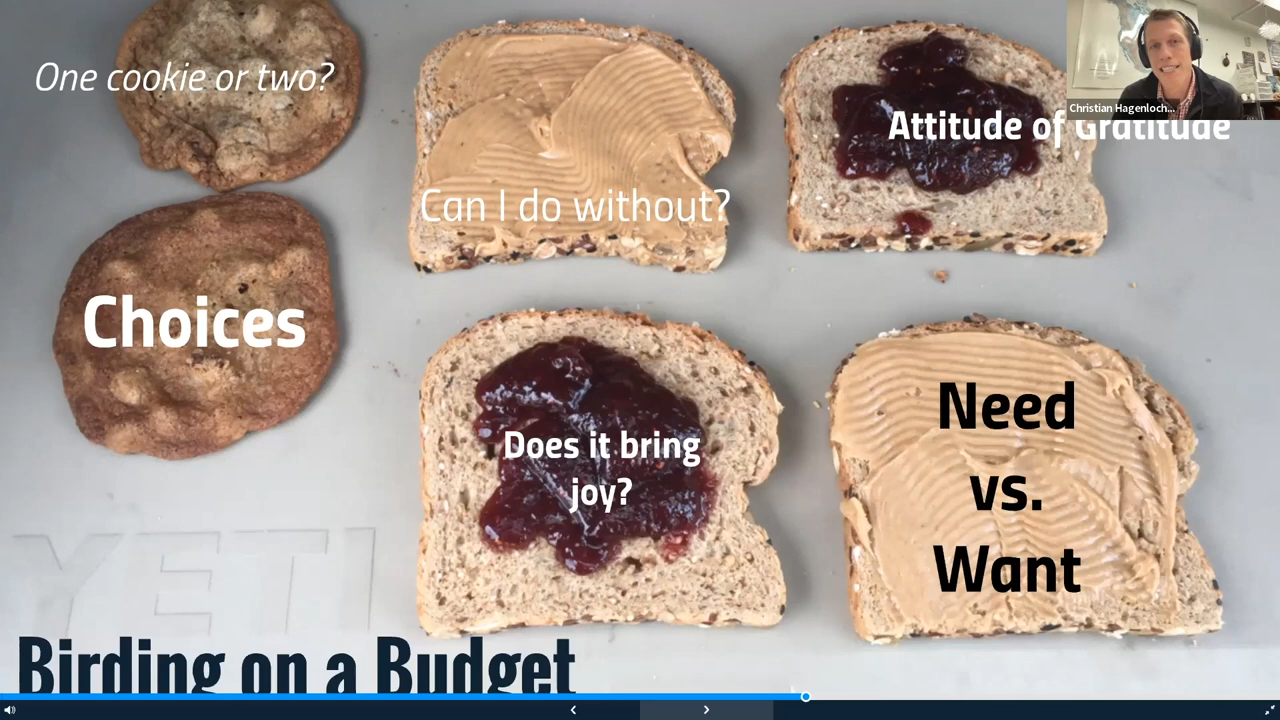 One cookie or two?
Choices
Can I do without?
Attitude of Gratitude
Christian Hagenloch...
Does it bring
joy?
Need
vs.
Want
YETI
Birding on a Budget